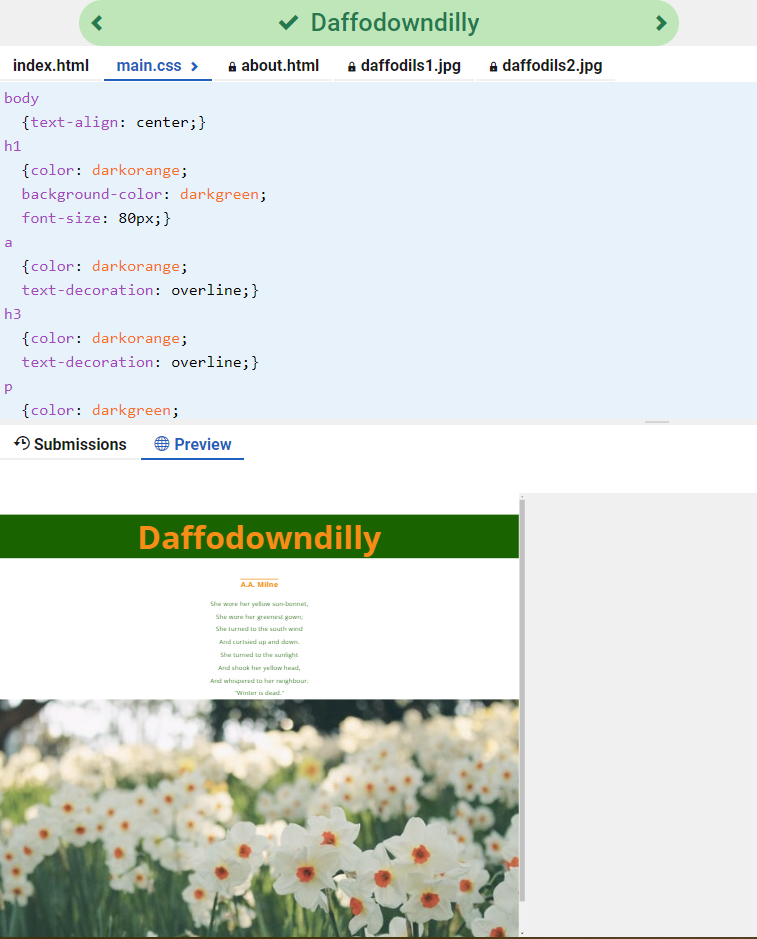 Daffodowndilly
index.html main.css about.html daffodils1.jpg daffodils2.jpg
body
{text-align: center;}
h1
{color: darkorange;
background-color: darkgreen;
font-size: 80px;}
a
{color: darkorange;
text-decoration: overline;}
h3
{color: darkorange;
text-decoration: overline;}
p
{color: darkgreen;
Submissions Preview
Daffodowndilly
A.A. Milne
She wore her yellow sun-bonnet,
She wore her greenest gown;
She turned to the south wind
And curtsied up and down.
She turned to the sunlight
And shook her yellow head,
And whispered to her neighbour:
"Winter is dead."